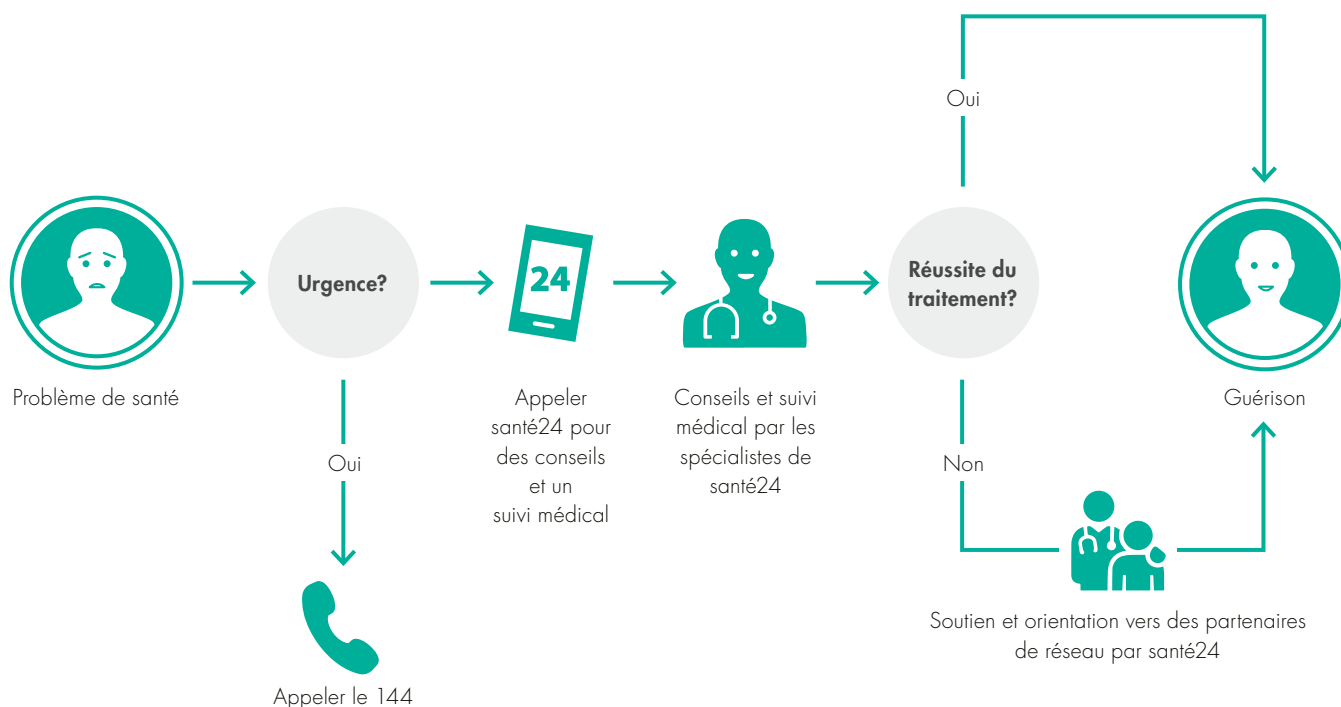 Oui
Urgence?
24
Réussite du
traitement?
Problème de santé
Appeler
santé24 pour
des conseils
et un
suivi médical
Conseils et suivi
médical par les
spécialistes de
santé24
Guérison
Oui
Non
Soutien et orientation vers des partenaires
de réseau par santé24
Appeler le 144